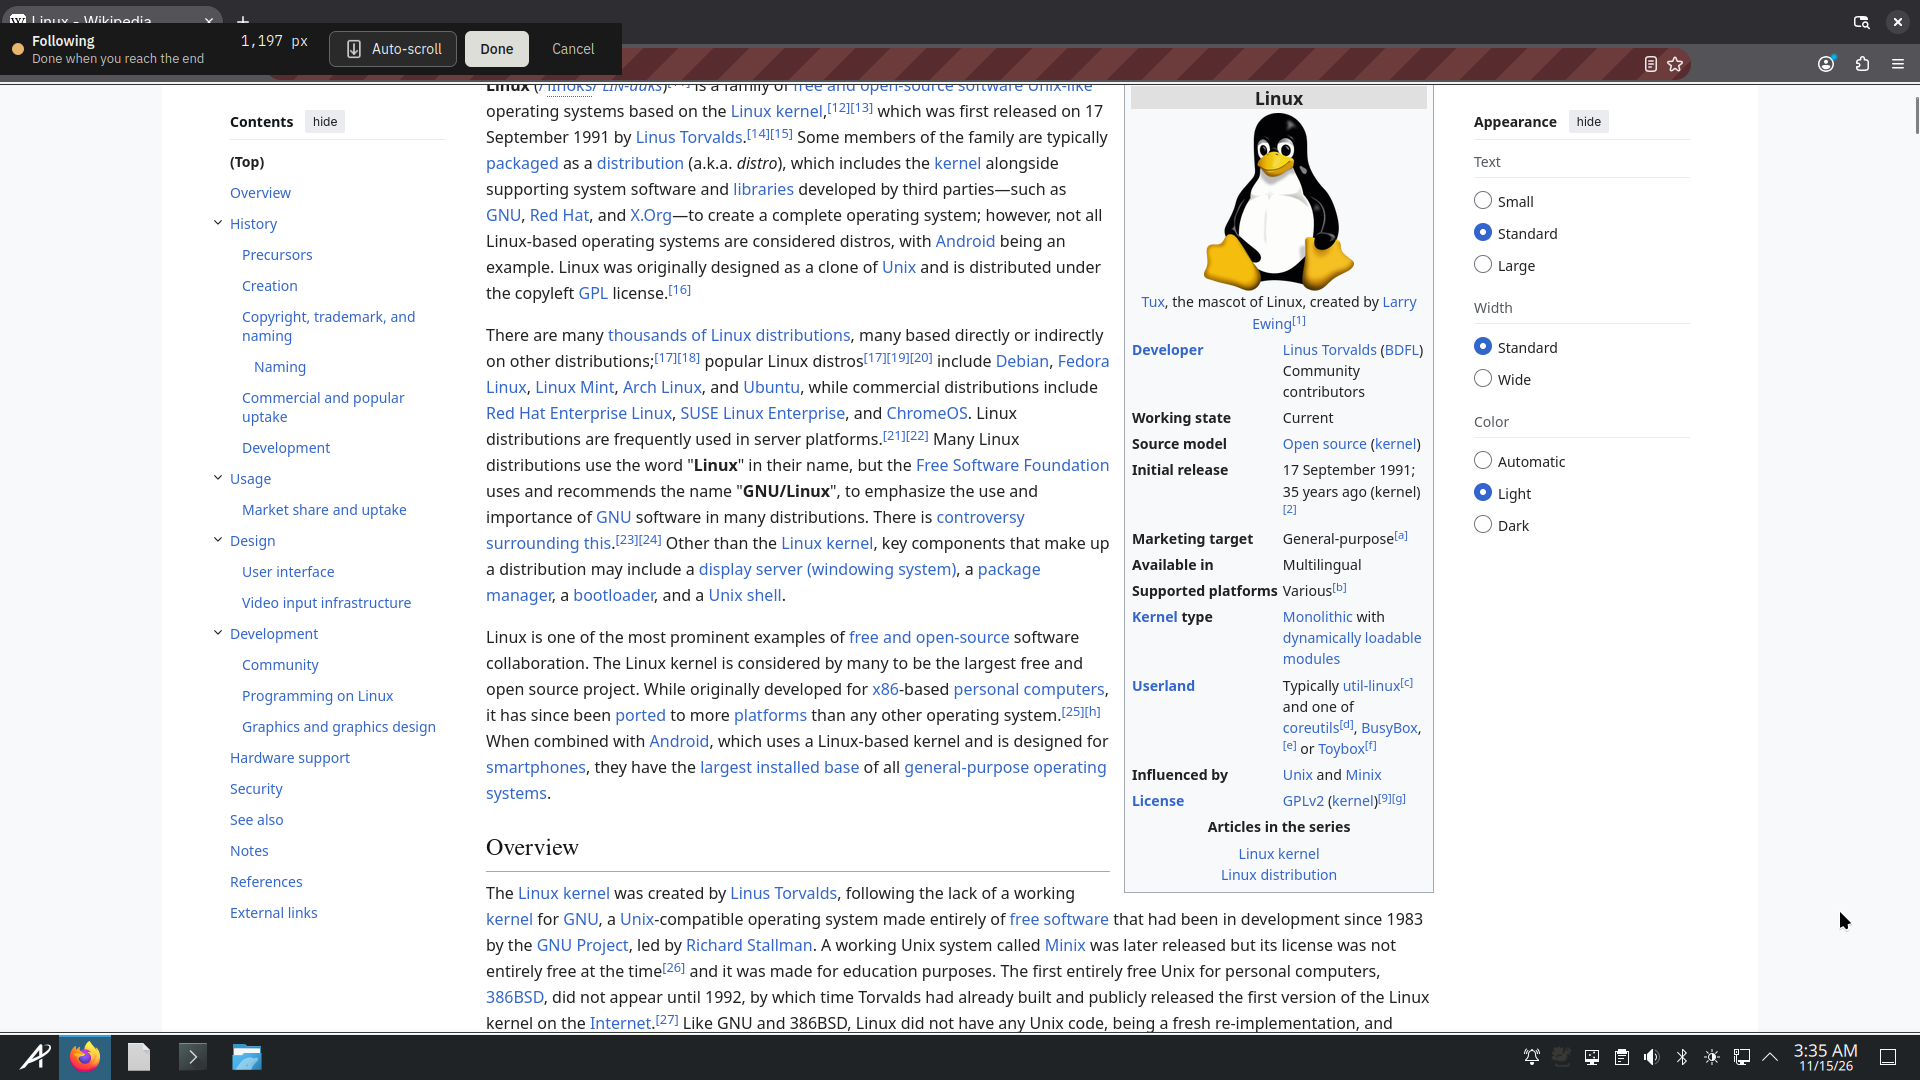 Linux - Wikipedia
Following
Done when you reach the end
1,197 px
Auto-scroll
Done
Cancel
Contents
hide
(Top)
Overview
History
Precursors
Creation
Copyright, trademark, and
naming
Naming
Commercial and popular
uptake
Development
Usage
Market share and uptake
Design
User interface
Video input infrastructure
Development
Community
Programming on Linux
Graphics and graphics design
Hardware support
Security
See also
Notes
References
External links
Linux is a family of free and open-source software Unix-like
operating systems based on the Linux kernel,[12][13] which was first released on 17
September 1991 by Linus Torvalds.[14][15] Some members of the family are typically
packaged as a distribution (a.k.a. distro), which includes the kernel alongside
supporting system software and libraries developed by third parties—such as
GNU, Red Hat, and X.Org—to create a complete operating system; however, not all
Linux-based operating systems are considered distros, with Android being an
example. Linux was originally designed as a clone of Unix and is distributed under
the copyleft GPL license.[16]
There are many thousands of Linux distributions, many based directly or indirectly
on other distributions;[17][18] popular Linux distros[17][19][20] include Debian, Fedora
Linux, Linux Mint, Arch Linux, and Ubuntu, while commercial distributions include
Red Hat Enterprise Linux, SUSE Linux Enterprise, and ChromeOS. Linux
distributions are frequently used in server platforms.[21][22] Many Linux
distributions use the word "Linux" in their name, but the Free Software Foundation
uses and recommends the name "GNU/Linux", to emphasize the use and
importance of GNU software in many distributions. There is controversy
surrounding this.[23][24] Other than the Linux kernel, key components that make up
a distribution may include a display server (windowing system), a package
manager, a bootloader, and a Unix shell.
Linux is one of the most prominent examples of free and open-source software
collaboration. The Linux kernel is considered by many to be the largest free and
open source project. While originally developed for x86-based personal computers,
it has since been ported to more platforms than any other operating system.[25][h]
When combined with Android, which uses a Linux-based kernel and is designed for
smartphones, they have the largest installed base of all general-purpose operating
systems.
Overview
The Linux kernel was created by Linus Torvalds, following the lack of a working
kernel for GNU, a Unix-compatible operating system made entirely of free software that had been in development since 1983
by the GNU Project, led by Richard Stallman. A working Unix system called Minix was later released but its license was not
entirely free at the time[26] and it was made for education purposes. The first entirely free Unix for personal computers,
386BSD, did not appear until 1992, by which time Torvalds had already built and publicly released the first version of the Linux
kernel on the Internet.[27] Like GNU and 386BSD, Linux did not have any Unix code, being a fresh re-implementation, and
Linux
Tux, the mascot of Linux, created by Larry
Ewing[1]
Developer Linus Torvalds (BDFL)
Community
contributors
Working state Current
Source model Open source (kernel)
Initial release 17 September 1991;
35 years ago (kernel)
[2]
Marketing target General-purpose[a]
Available in Multilingual
Supported platforms Various[b]
Kernel type Monolithic with
dynamically loadable
modules
Userland Typically util-linux[c]
and one of
coreutils[d], BusyBox,
[e] or Toybox[f]
Influenced by Unix and Minix
License GPLv2 (kernel)[9][g]
Articles in the series
Linux kernel
Linux distribution
Appearance
hide
Text
Small
Standard
Large
Width
Standard
Wide
Color
Automatic
Light
Dark
3:35 AM
11/15/26